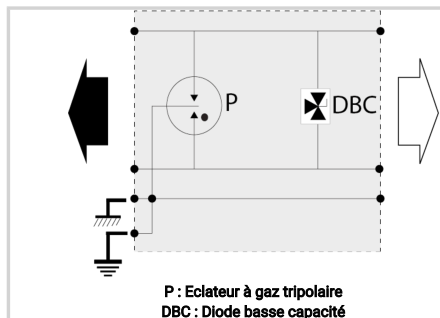 P
DBC
P : Eclateur à gaz tripolaire
DBC : Diode basse capacité